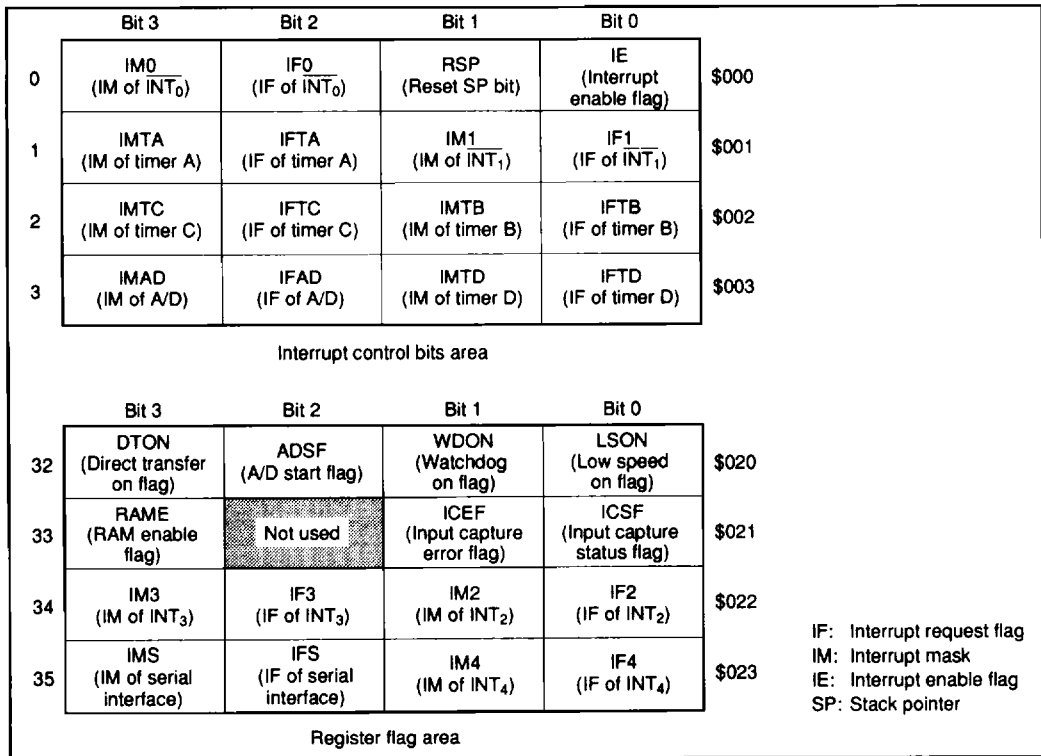 Bit 3 Bit 2 Bit 1 Bit 0
0 IM0 (IM of INT₀) IF0 (IF of INT₀) RSP (Reset SP bit) IE (Interrupt enable flag) $000
1 IMTA (IM of timer A) IFTA (IF of timer A) IM1 (IM of INT₁) IF1 (IF of INT₁) $001
2 IMTC (IM of timer C) IFTC (IF of timer C) IMTB (IM of timer B) IFTB (IF of timer B) $002
3 IMAD (IM of A/D) IFAD (IF of A/D) IMTD (IM of timer D) IFTD (IF of timer D) $003
Interrupt control bits area
Bit 3 Bit 2 Bit 1 Bit 0
32 DTON (Direct transfer on flag) ADSF (A/D start flag) WDON (Watchdog on flag) LSON (Low speed on flag) $020
33 RAME (RAM enable flag) Not used ICEF (Input capture error flag) ICSF (Input capture status flag) $021
34 IM3 (IM of INT₃) IF3 (IF of INT₃) IM2 (IM of INT₂) IF2 (IF of INT₂) $022
35 IMS (IM of serial interface) IFS (IF of serial interface) IM4 (IM of INT₄) IF4 (IF of INT₄) $023
Register flag area
IF: Interrupt request flag
IM: Interrupt mask
IE: Interrupt enable flag
SP: Stack pointer